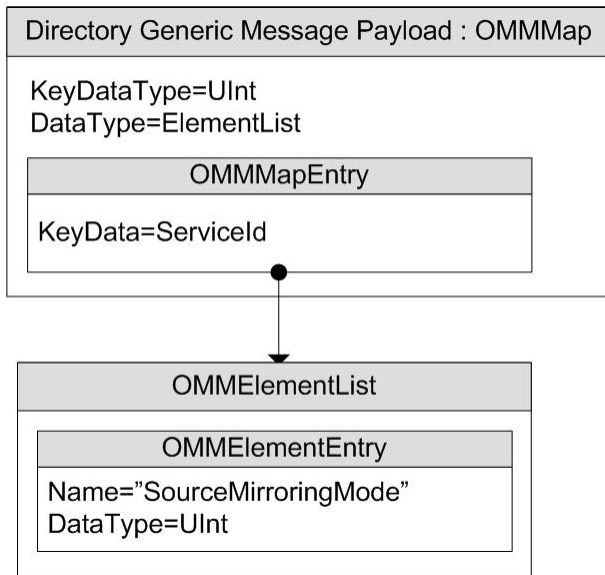 Directory Generic Message Payload : OMMMap
KeyDataType=UInt
DataType=ElementList
OMMMapEntry
KeyData=ServiceId
OMMElementList
OMMElementEntry
Name=”SourceMirroringMode”
DataType=UInt